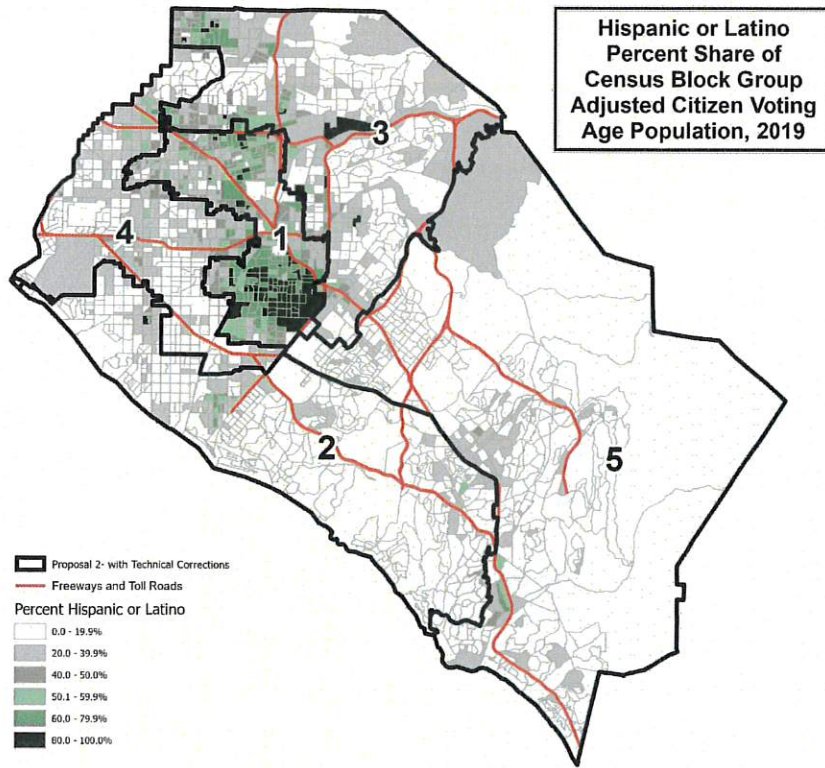 Hispanic or Latino
Percent Share of
Census Block Group
Adjusted Citizen Voting
Age Population, 2019
3
4
1
2
5
Proposal 2- with Technical Corrections
Freeways and Toll Roads
Percent Hispanic or Latino
0.0 - 19.9%
20.0 - 39.9%
40.0 - 50.0%
50.1 - 59.9%
60.0 - 79.9%
80.0 - 100.0%